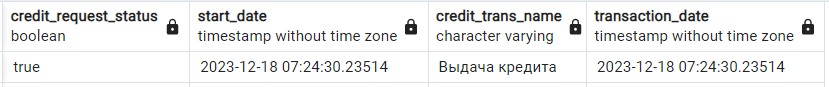 credit_request_status start_date credit_trans_name transaction_date
boolean timestamp without time zone character varying timestamp without time zone
true 2023-12-18 07:24:30.23514 Выдача кредита 2023-12-18 07:24:30.23514